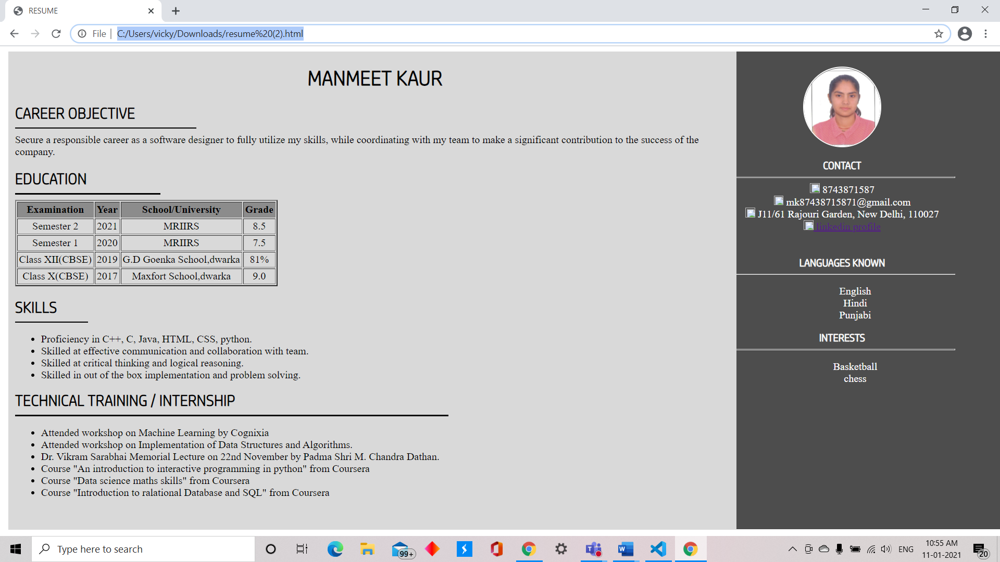 RESUME
File
C:/Users/vicky/Downloads/resume%20(2).html
MANMEET KAUR
CAREER OBJECTIVE
Secure a responsible career as a software designer to fully utilize my skills, while coordinating with my team to make a significant contribution to the success of the
company.
EDUCATION
Examination Year School/University Grade
Semester 2 2021 MRIIRS 8.5
Semester 1 2020 MRIIRS 7.5
Class XII(CBSE) 2019 G.D Goenka School,dwarka 81%
Class X(CBSE) 2017 Maxfort School,dwarka 9.0
SKILLS
• Proficiency in C++, C, Java, HTML, CSS, python.
• Skilled at effective communication and collaboration with team.
• Skilled at critical thinking and logical reasoning.
• Skilled in out of the box implementation and problem solving.
TECHNICAL TRAINING / INTERNSHIP
• Attended workshop on Machine Learning by Cognixia
• Attended workshop on Implementation of Data Structures and Algorithms.
• Dr. Vikram Sarabhai Memorial Lecture on 22nd November by Padma Shri M. Chandra Dathan.
• Course "An introduction to interactive programming in python" from Coursera
• Course "Data science maths skills" from Coursera
• Course "Introduction to ralational Database and SQL" from Coursera
CONTACT
8743871587
mk87438715871@gmail.com
J11/61 Rajouri Garden, New Delhi, 110027
linkedin profile
LANGUAGES KNOWN
English
Hindi
Punjabi
INTERESTS
Basketball
chess
Type here to search
99+
T
W
ENG
10:55 AM
11-01-2021
20